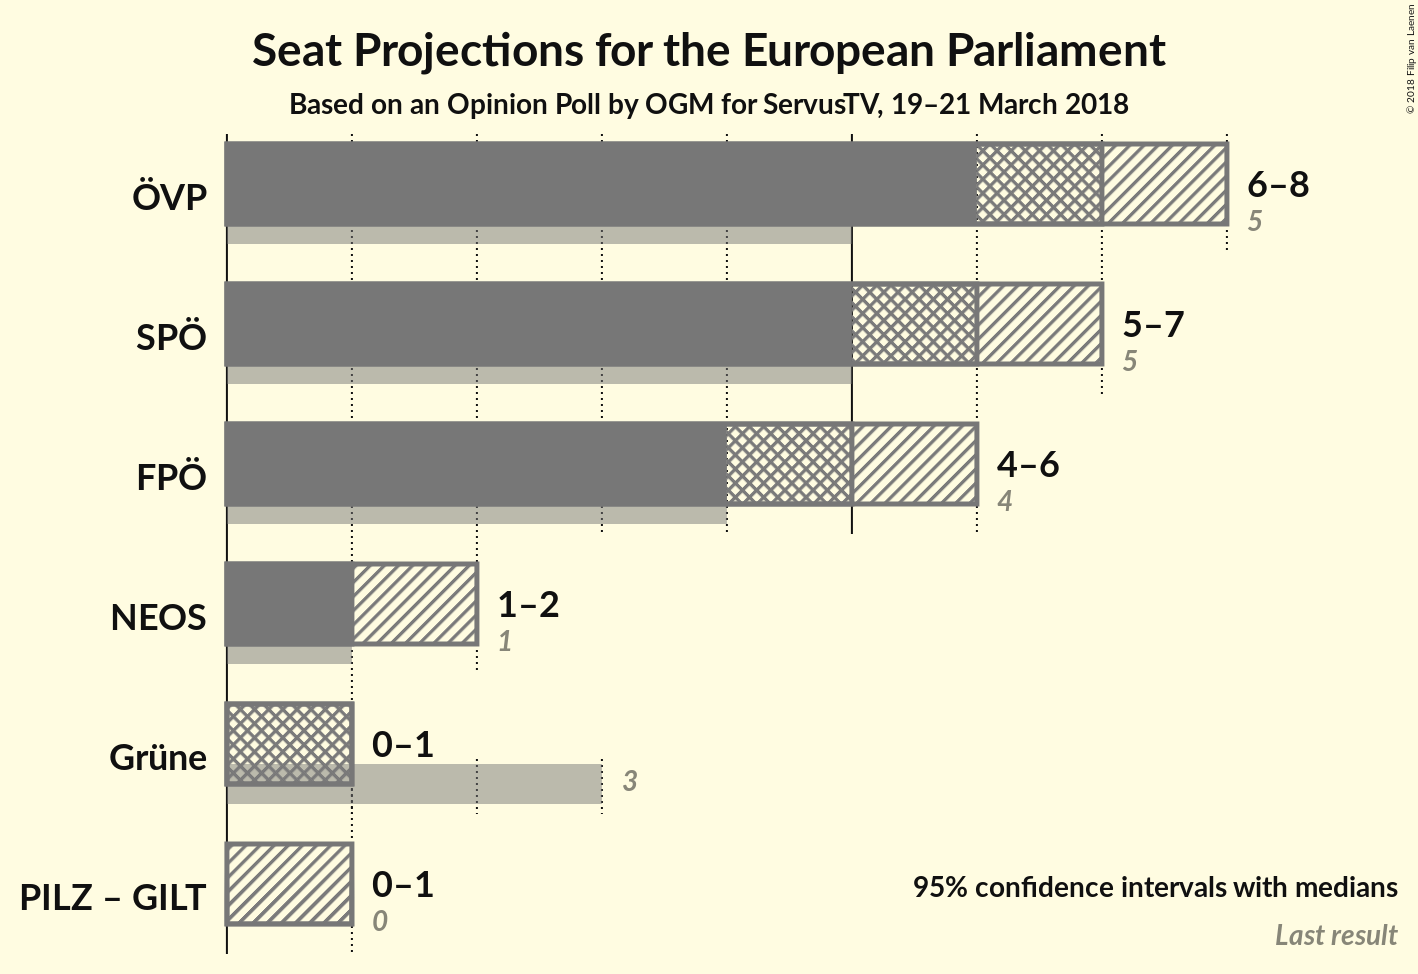 Seat Projections for the European Parliament
Based on an Opinion Poll by OGM for ServusTV, 19–21 March 2018
© 2018 Filip van Laenen
ÖVP
6–8
5
SPÖ
5–7
5
FPÖ
4–6
4
NEOS
1–2
1
Grüne
0–1
3
PILZ – GILT
0–1
0
95% confidence intervals with medians
Last result